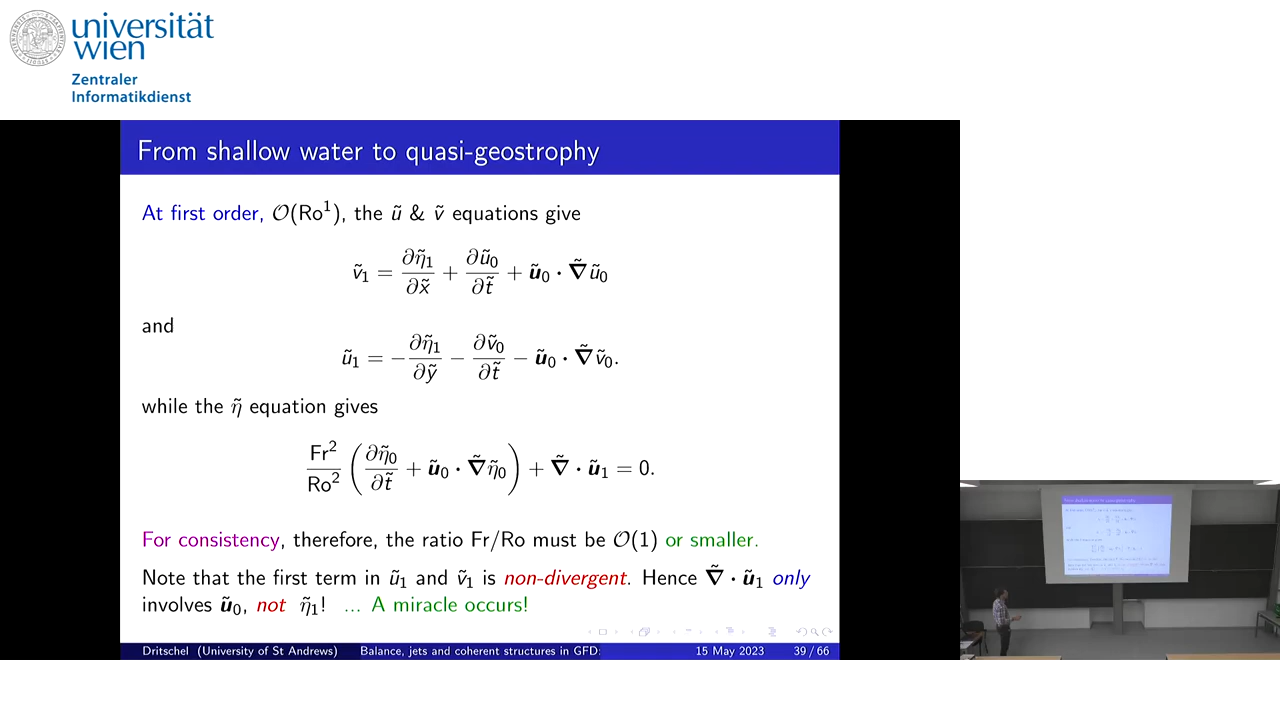 universität
wien
Zentraler
Informatikdienst
From shallow water to quasi-geostrophy
At first order, 𝒪(Ro¹), the ũ & ṽ equations give
ṽ₁ = ∂η̃₁/∂x̃ + ∂ũ₀/∂t̃ + ũ₀ · ∇̃ũ₀
and
ũ₁ = −∂η̃₁/∂ỹ − ∂ṽ₀/∂t̃ − ũ₀ · ∇̃ṽ₀.
while the η̃ equation gives
Fr²/Ro² (∂η̃₀/∂t̃ + ũ₀ · ∇̃η̃₀) + ∇̃ · ũ₁ = 0.
For consistency, therefore, the ratio Fr/Ro must be 𝒪(1) or smaller.
Note that the first term in ũ₁ and ṽ₁ is non-divergent. Hence ∇̃ · ũ₁ only
involves ũ₀, not η̃₁! ... A miracle occurs!
Dritschel (University of St Andrews) Balance, jets and coherent structures in GFD: 15 May 2023 39 / 66